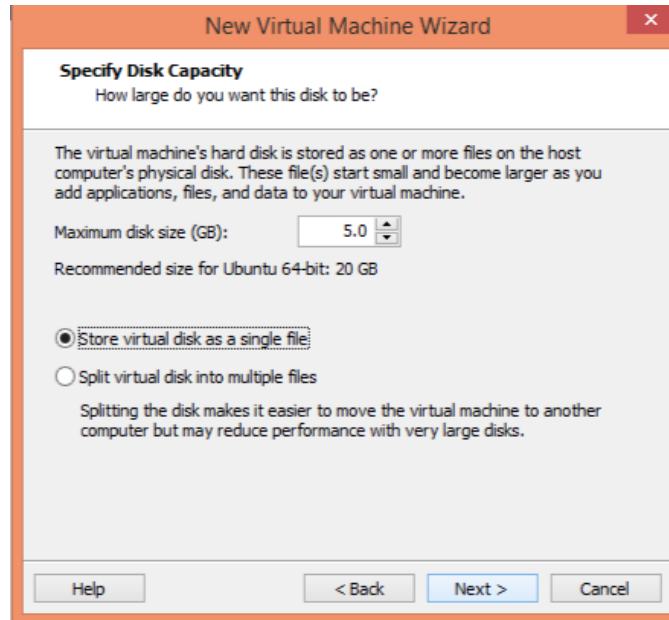 New Virtual Machine Wizard
Specify Disk Capacity
How large do you want this disk to be?
The virtual machine's hard disk is stored as one or more files on the host
computer's physical disk. These file(s) start small and become larger as you
add applications, files, and data to your virtual machine.
Maximum disk size (GB): 5.0
Recommended size for Ubuntu 64-bit: 20 GB
Store virtual disk as a single file
Split virtual disk into multiple files
Splitting the disk makes it easier to move the virtual machine to another
computer but may reduce performance with very large disks.
Help < Back Next > Cancel